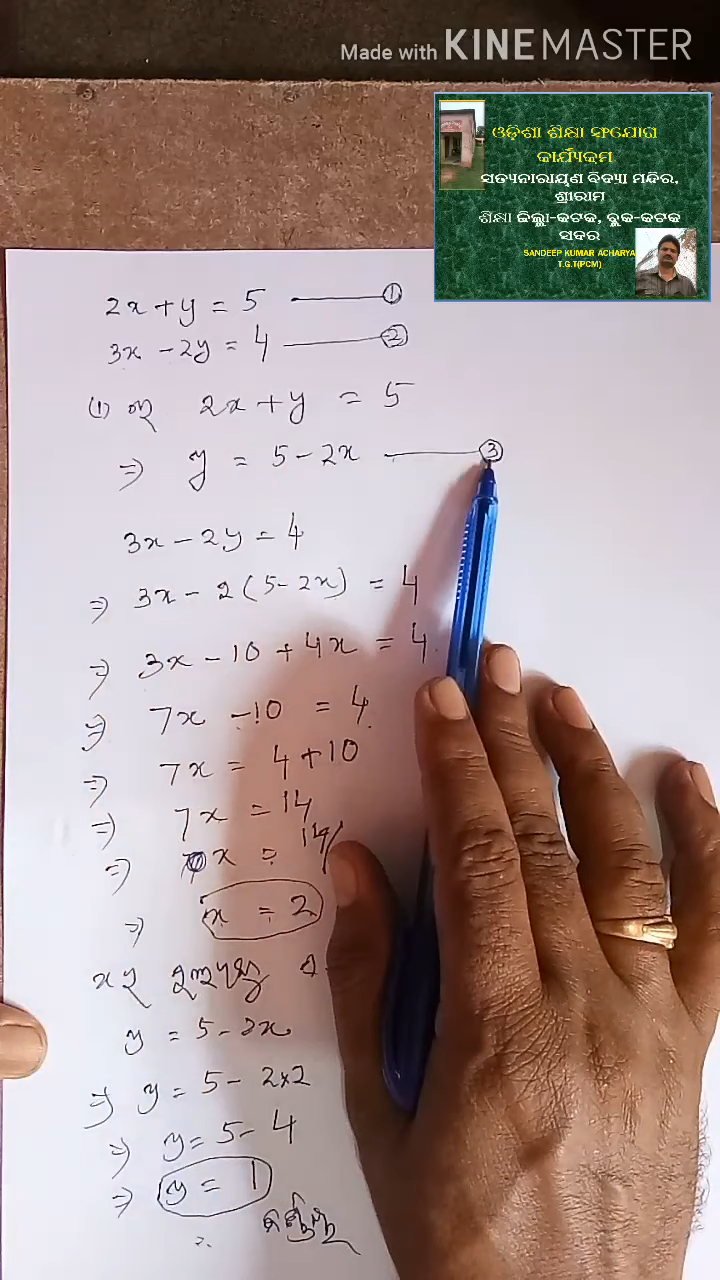 Made with KINEMASTER
ଓଡ଼ିଶା ଶିକ୍ଷା ସଂଯୋଗ
କାର୍ଯ୍ୟକ୍ରମ
ସତ୍ୟନାରାୟଣ ବିଦ୍ୟା ମନ୍ଦିର,
ଶ୍ରୀରାମ
ଶିକ୍ଷା ଜିଲ୍ଲା-କଟକ, ବ୍ଲକ-କଟକ
ସଦର
SANDEEP KUMAR ACHARYA
T.G.T(PCM)
2x + y = 5 ——— ①
3x - 2y = 4 ——— ②
(1) ରୁ 2x + y = 5
⇒ y = 5 - 2x ——— ③
3x - 2y = 4
⇒ 3x - 2(5 - 2x) = 4
⇒ 3x - 10 + 4x = 4
⇒ 7x - 10 = 4
⇒ 7x = 4 + 10
⇒ 7x = 14
⇒ x = 14/
⇒ x = 2
y = 5 - 2x
⇒ y = 5 - 2×2
⇒ y = 5 - 4
⇒ y = 1